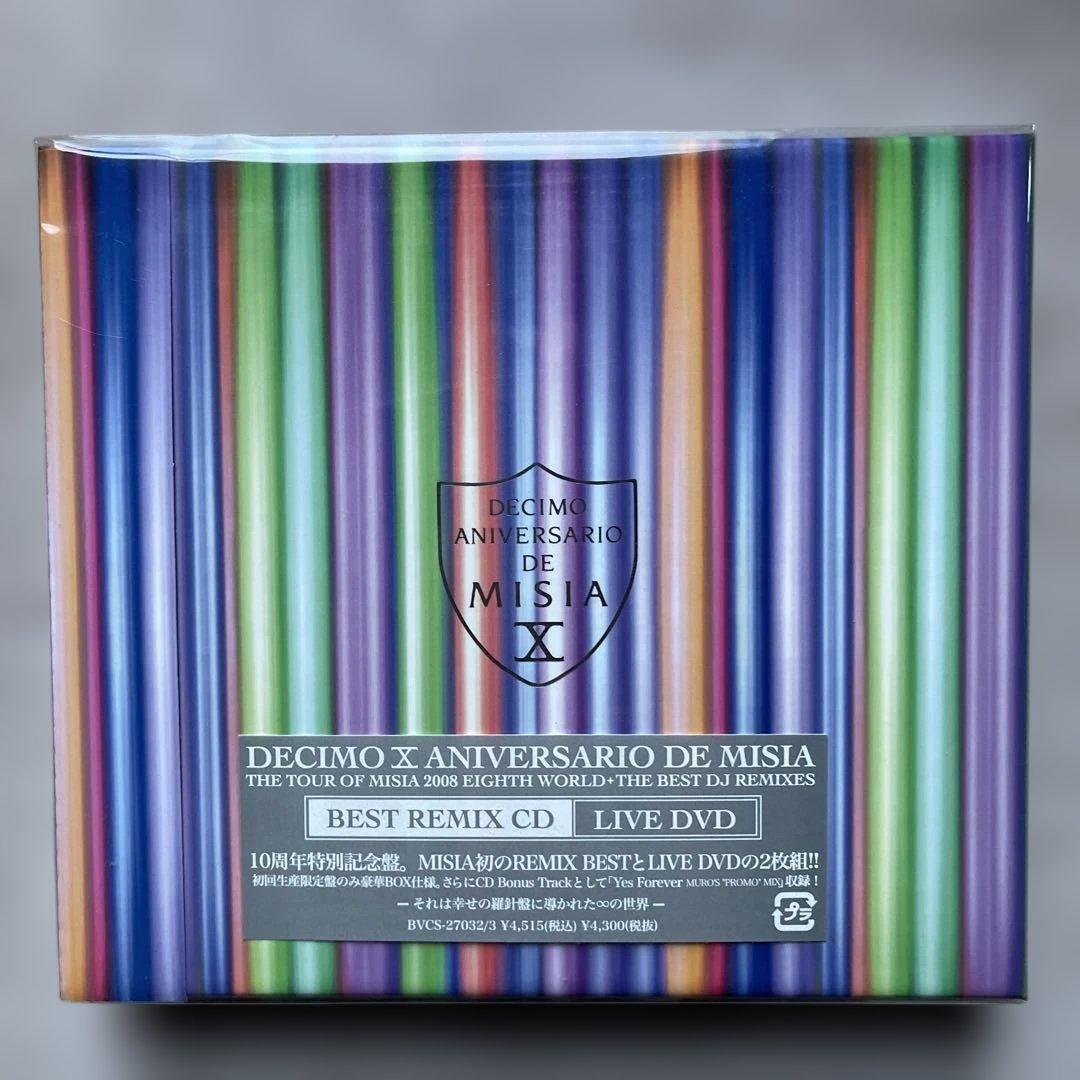 DECIMO
ANIVERSARIO
DE
MISIA
X
DECIMO X ANIVERSARIO DE MISIA
THE TOUR OF MISIA 2008 EIGHTH WORLD+THE BEST DJ REMIXES
BEST REMIX CD LIVE DVD
10周年特別記念盤。MISIA初のREMIX BESTとLIVE DVDの2枚組!!
初回生産限定盤のみ豪華BOX仕様。さらにCD Bonus Trackとして「Yes Forever MURO'S "PROMO" MIX」収録！
— それは幸せの羅針盤に導かれた∞の世界 —
BVCS-27032/3 ¥4,515(税込) ¥4,300(税抜)
プラ